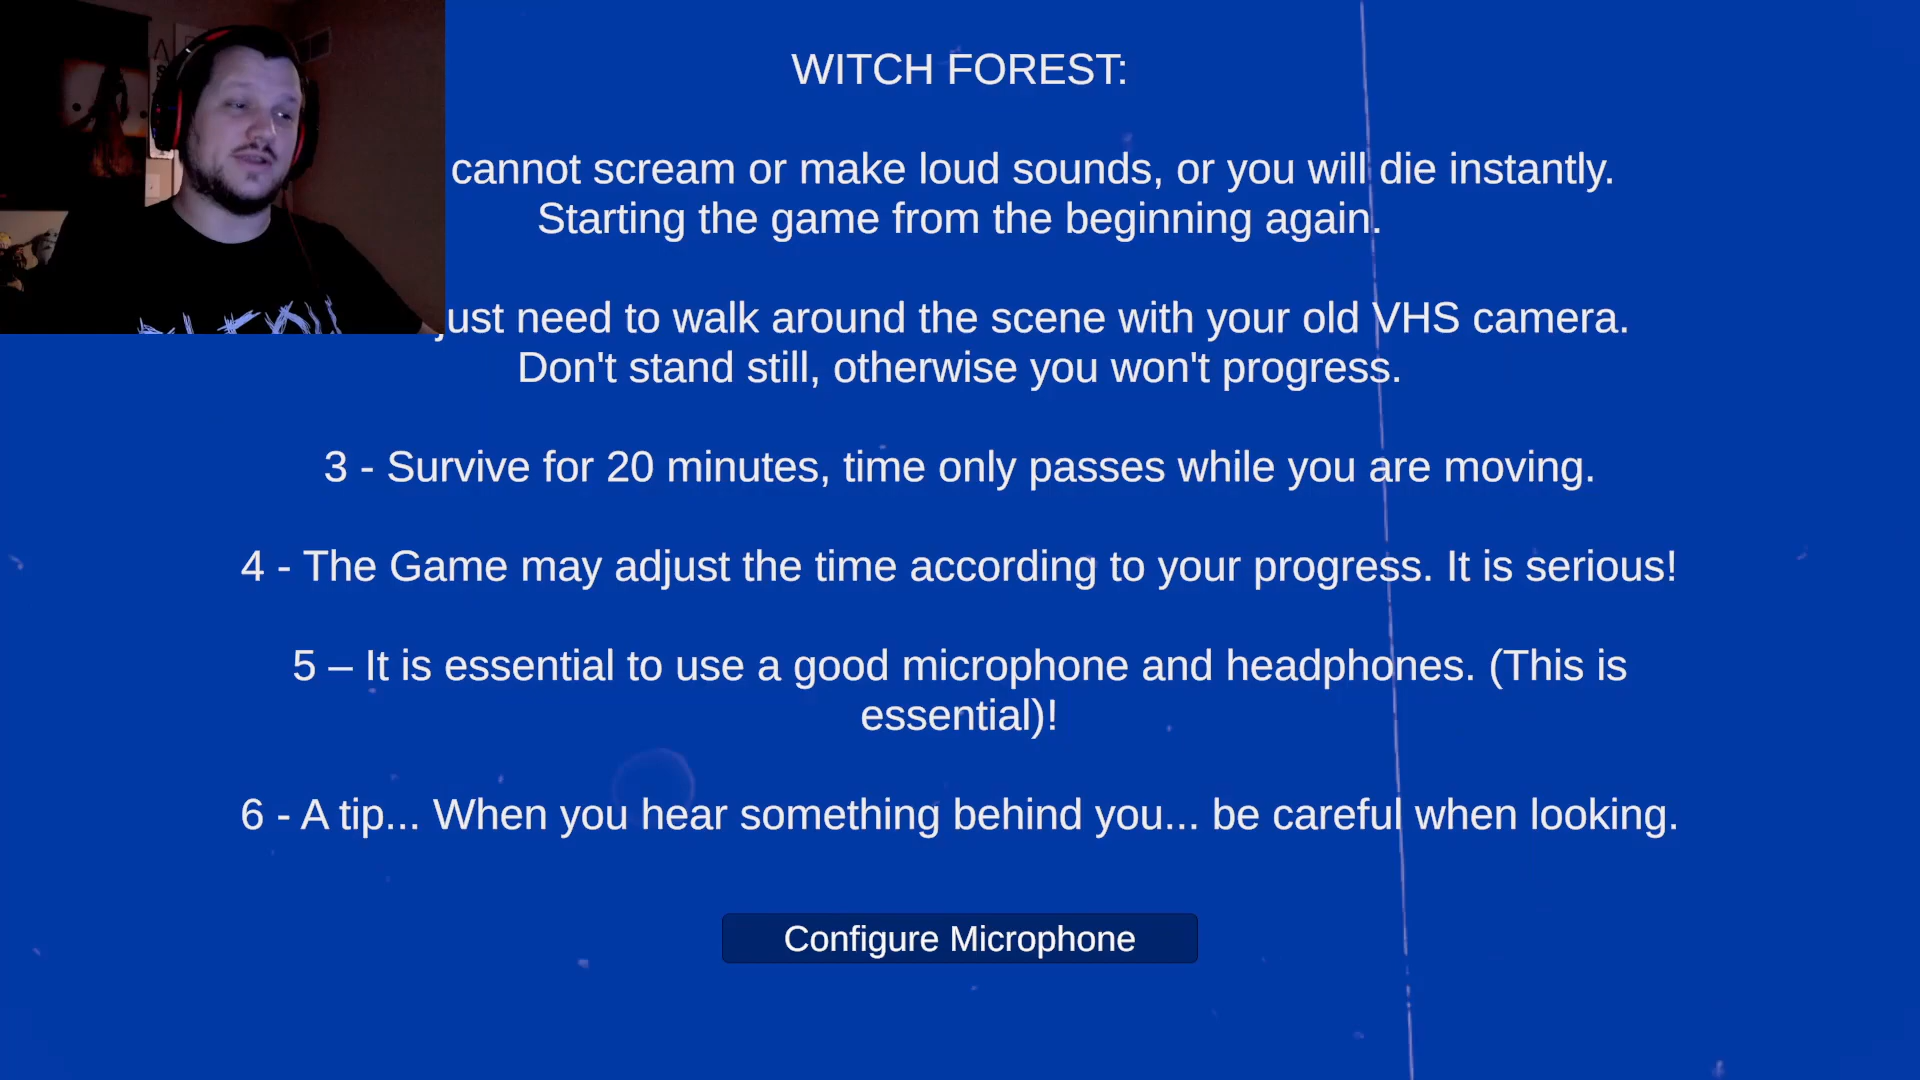 WITCH FOREST:
cannot scream or make loud sounds, or you will die instantly.
Starting the game from the beginning again.
just need to walk around the scene with your old VHS camera.
Don't stand still, otherwise you won't progress.
3 - Survive for 20 minutes, time only passes while you are moving.
4 - The Game may adjust the time according to your progress. It is serious!
5 – It is essential to use a good microphone and headphones. (This is
essential)!
6 - A tip... When you hear something behind you... be careful when looking.
Configure Microphone